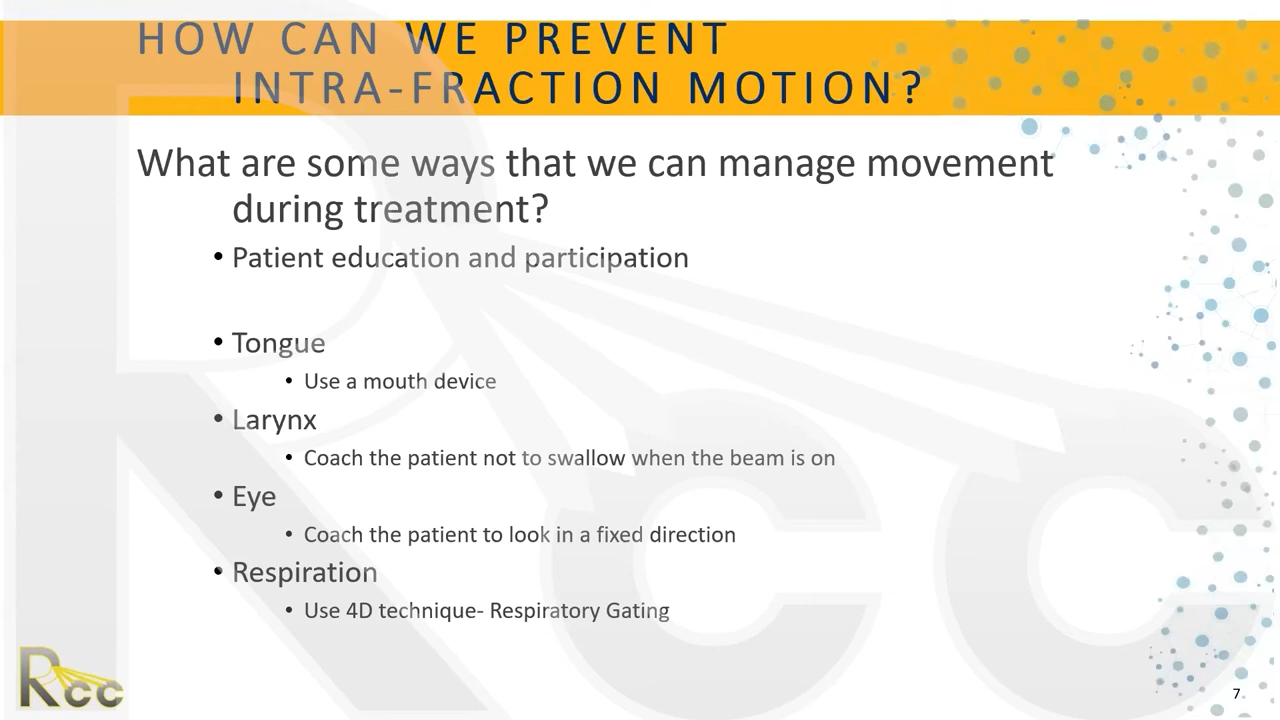 HOW CAN WE PREVENT
INTRA-FRACTION MOTION?
What are some ways that we can manage movement
during treatment?
• Patient education and participation
• Tongue
• Use a mouth device
• Larynx
• Coach the patient not to swallow when the beam is on
• Eye
• Coach the patient to look in a fixed direction
• Respiration
• Use 4D technique- Respiratory Gating
Rcc
7